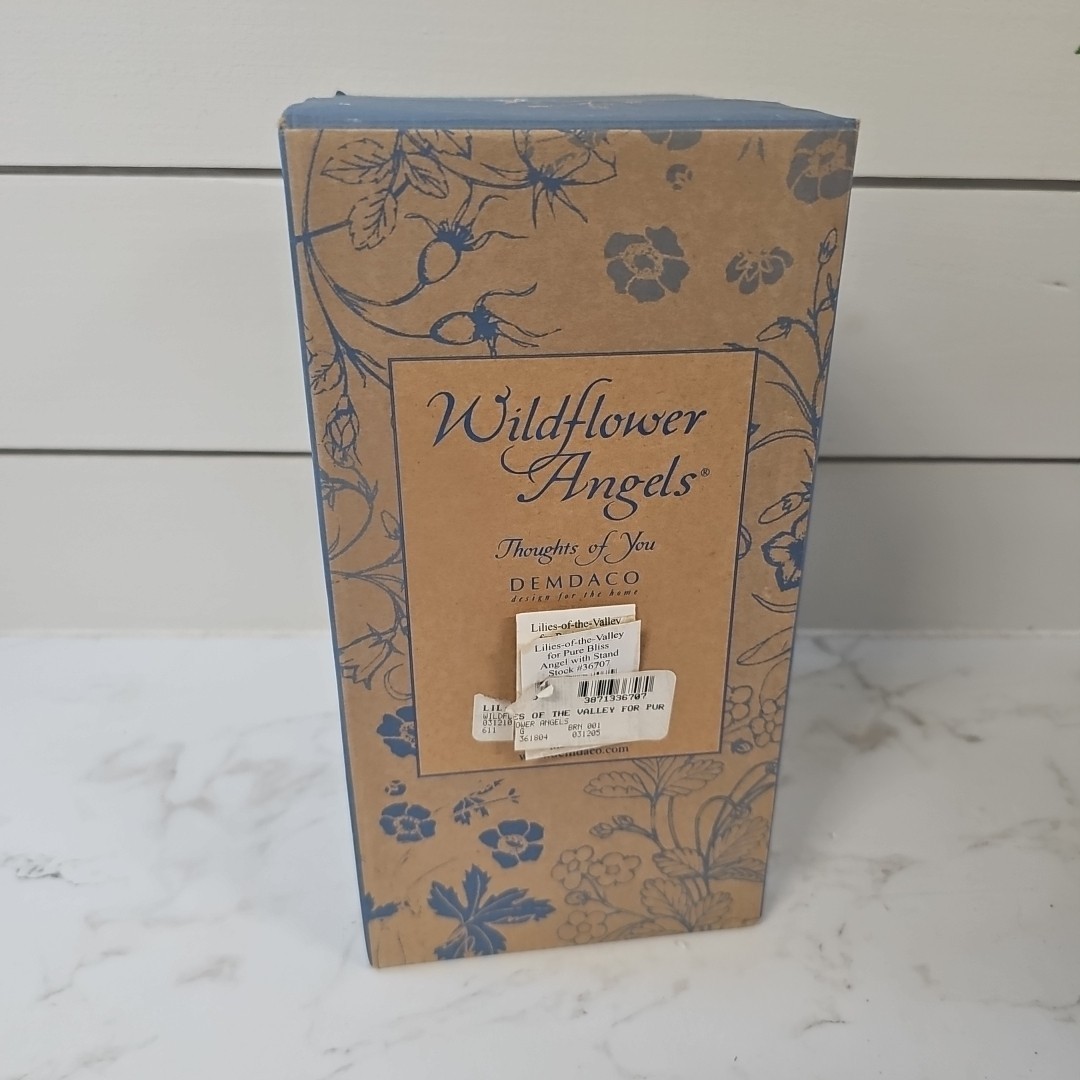 Wildflower
Angels®
Thoughts of You
DEMDACO
design for the home
Lilies-of-the-Valley
Lilies-of-the-Valley
for Pure Bliss
Angel with Stand
Stock #36707
3871336707
LIL
ES OF THE VALLEY FOR PUR
WILDFL
OWER ANGELS
031210
611 G BRM 001
361804 031205
demdaco.com